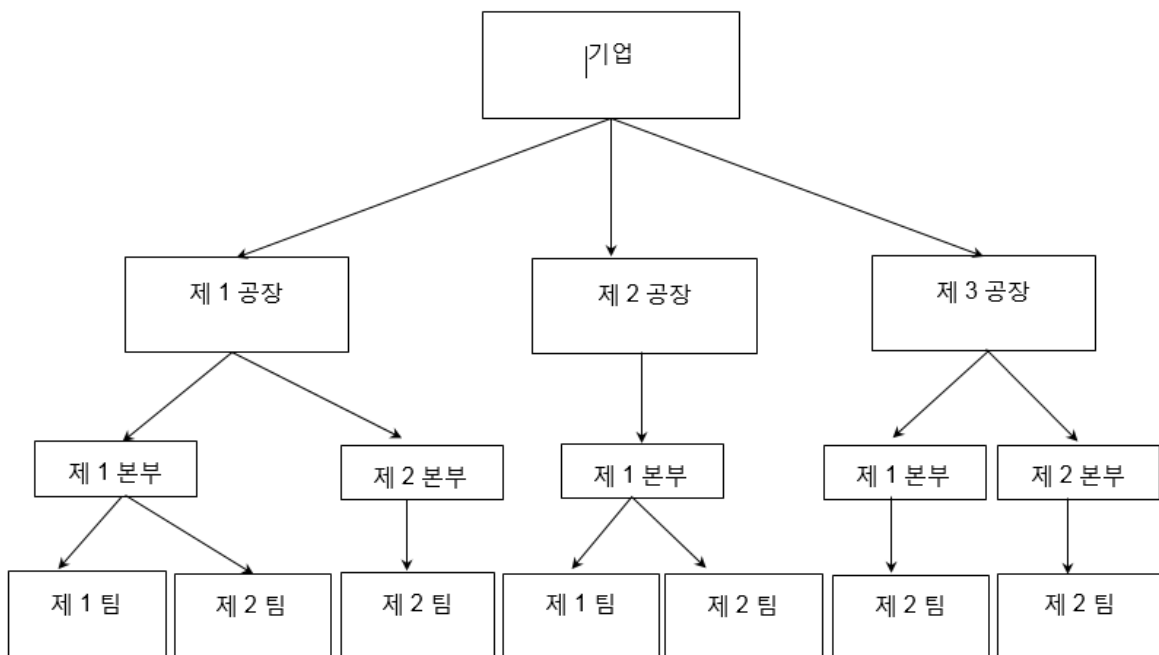 기업
제 1 공장
제 2 공장
제 3 공장
제 1 본부
제 2 본부
제 1 본부
제 1 본부
제 2 본부
제 1 팀
제 2 팀
제 2 팀
제 1 팀
제 2 팀
제 2 팀
제 2 팀